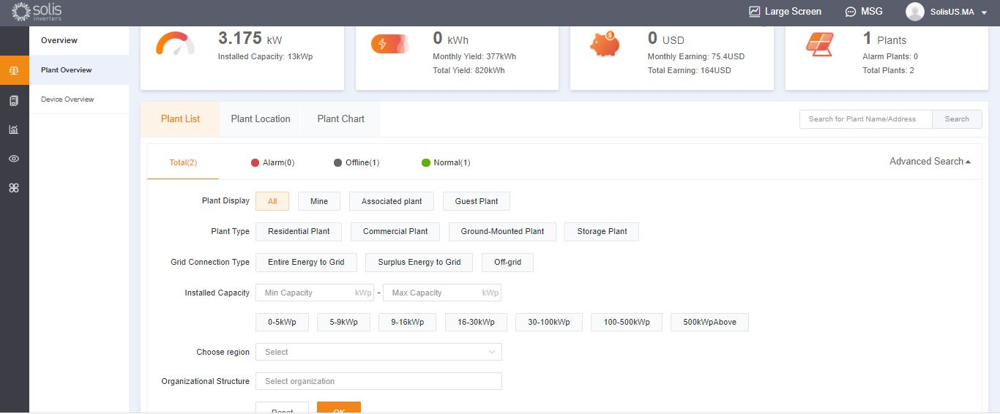 solis
inverters
Large Screen
MSG
SolisUS.MA
Overview
Plant Overview
Device Overview
3.175 kW
Installed Capacity: 13kWp
0 kWh
Monthly Yield: 377kWh
Total Yield: 820kWh
0 USD
Monthly Earning: 75.4USD
Total Earning: 164USD
1 Plants
Alarm Plants: 0
Total Plants: 2
Plant List
Plant Location
Plant Chart
Search for Plant Name/Address
Search
Total(2)
Alarm(0)
Offline(1)
Normal(1)
Advanced Search
Plant Display
All
Mine
Associated plant
Guest Plant
Plant Type
Residential Plant
Commercial Plant
Ground-Mounted Plant
Storage Plant
Grid Connection Type
Entire Energy to Grid
Surplus Energy to Grid
Off-grid
Installed Capacity
Min Capacity kWp - Max Capacity kWp
0-5kWp
5-9kWp
9-16kWp
16-30kWp
30-100kWp
100-500kWp
500kWpAbove
Choose region
Select
Organizational Structure
Select organization
Reset
OK